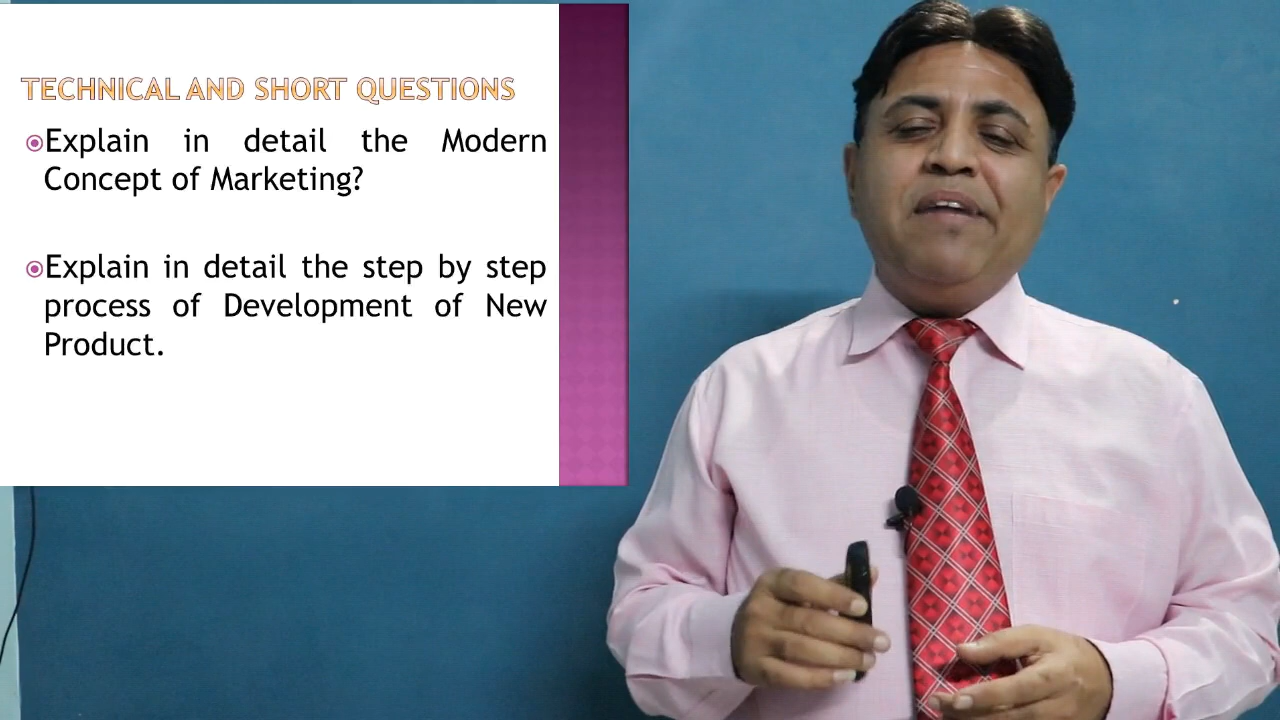 TECHNICAL AND SHORT QUESTIONS
Explain in detail the Modern
Concept of Marketing?
Explain in detail the step by step
process of Development of New
Product.